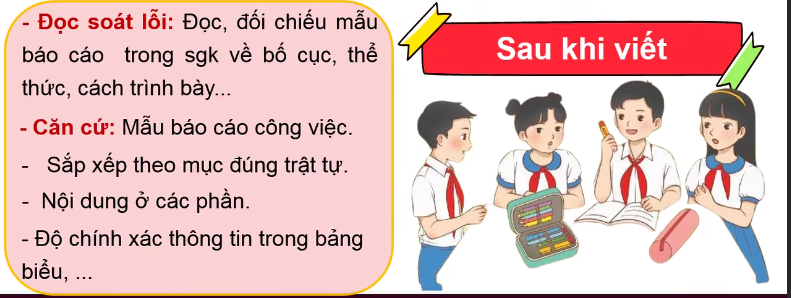 - Đọc soát lỗi: Đọc, đối chiếu mẫu
báo cáo trong sgk về bố cục, thể
thức, cách trình bày...
- Căn cứ: Mẫu báo cáo công việc.
- Sắp xếp theo mục đúng trật tự.
- Nội dung ở các phần.
- Độ chính xác thông tin trong bảng
biểu, ...
Sau khi viết